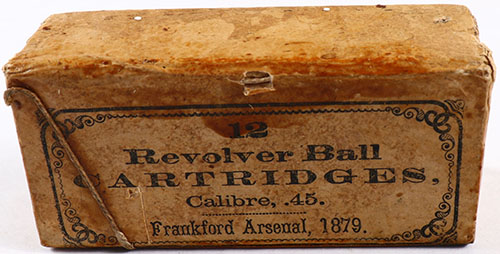 12
Revolver Ball
CARTRIDGES,
Calibre, .45.
Frankford Arsenal, 1879.